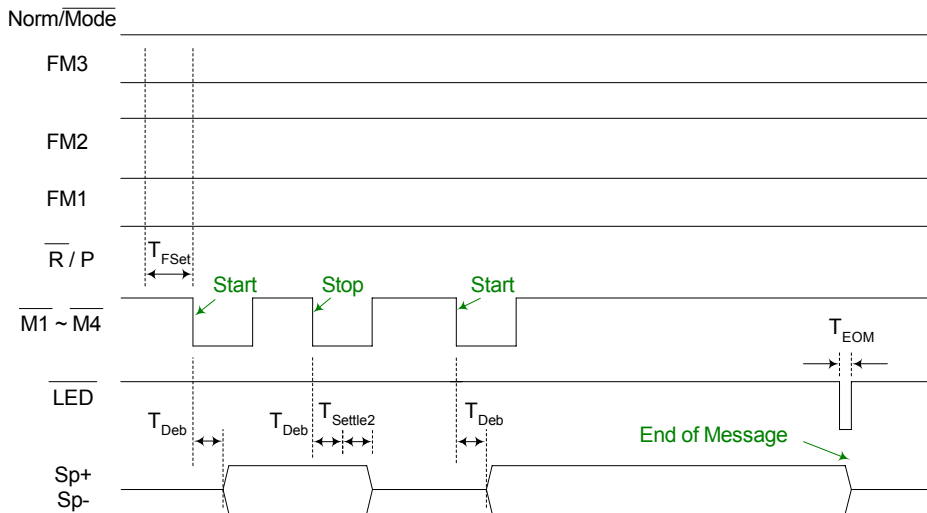 Norm/Mode
FM3
FM2
FM1
R / P
TFSet
Start
Stop
Start
M1 ~ M4
TEOM
LED
TDeb
TDeb
TSettle2
TDeb
End of Message
Sp+
Sp-